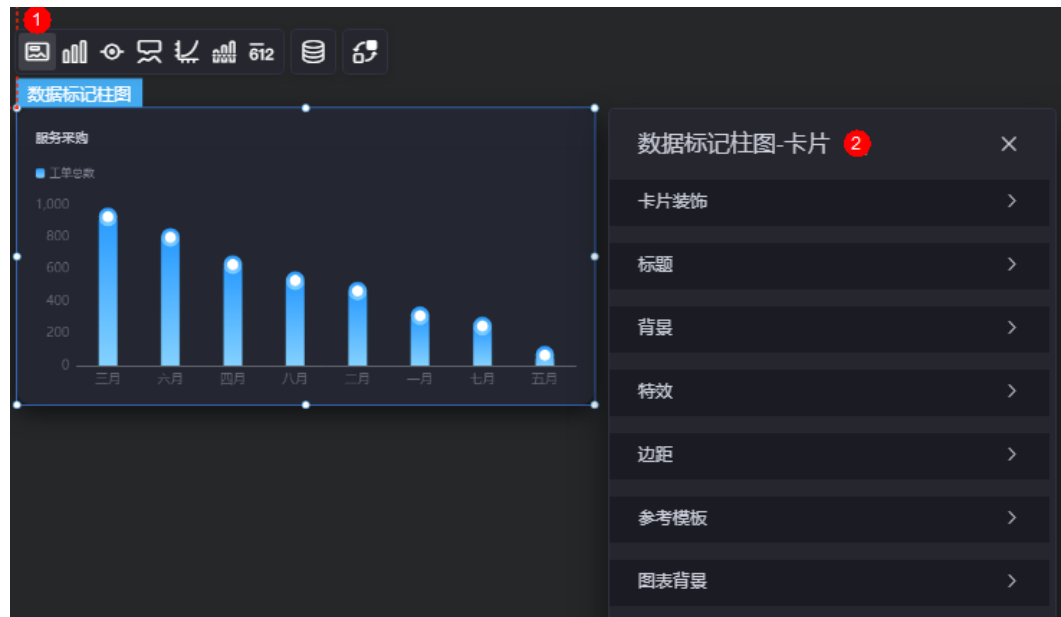 1
612
数据标记柱图
服务采购
工单总数
1,000
800
600
400
200
0
三月 六月 四月 八月 二月 一月 七月 五月
数据标记柱图-卡片 2
卡片装饰
标题
背景
特效
边距
参考模板
图表背景